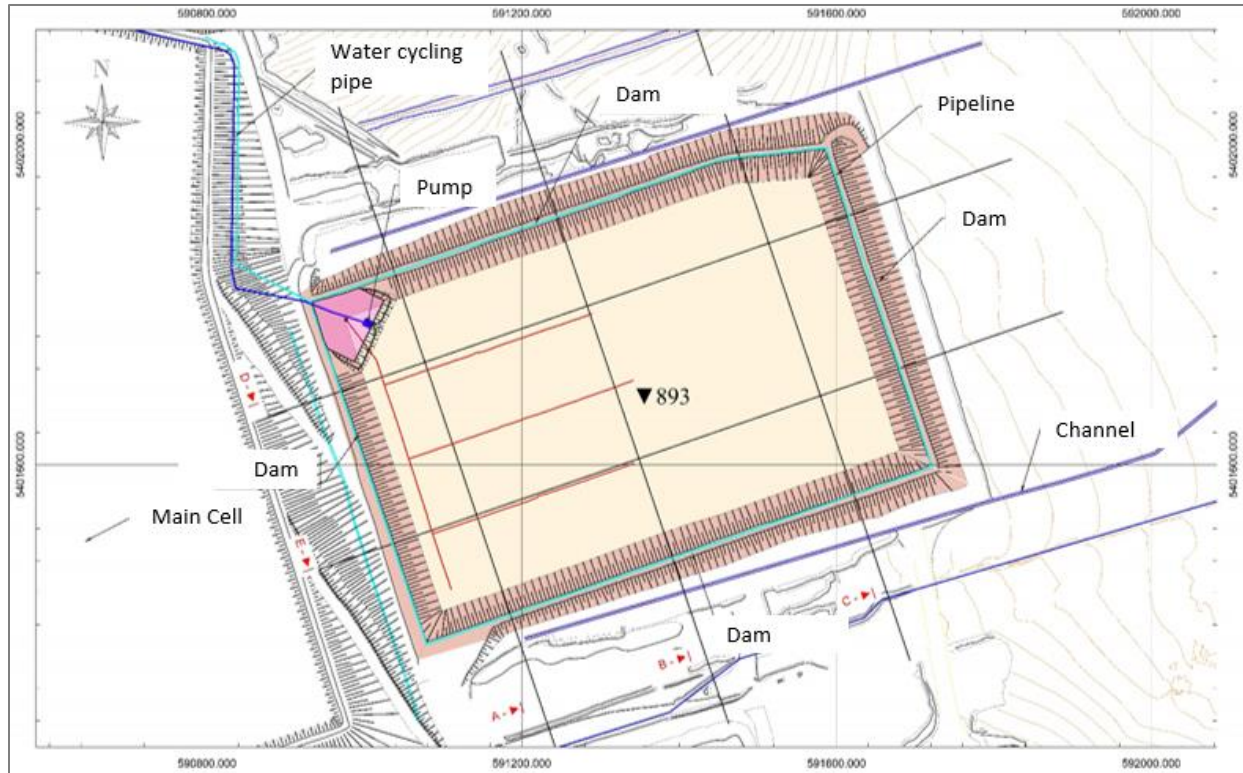 590800.000
591200.000
591600.000
592000.000
Water cycling
pipe
N
Dam
Pipeline
5402000.000
5402000.000
Pump
Dam
D-
▼893
Channel
Dam
5401600.000
5401600.000
Main Cell
E-
C-
Dam
B-
A-
590800.000
591200.000
591600.000
592000.000